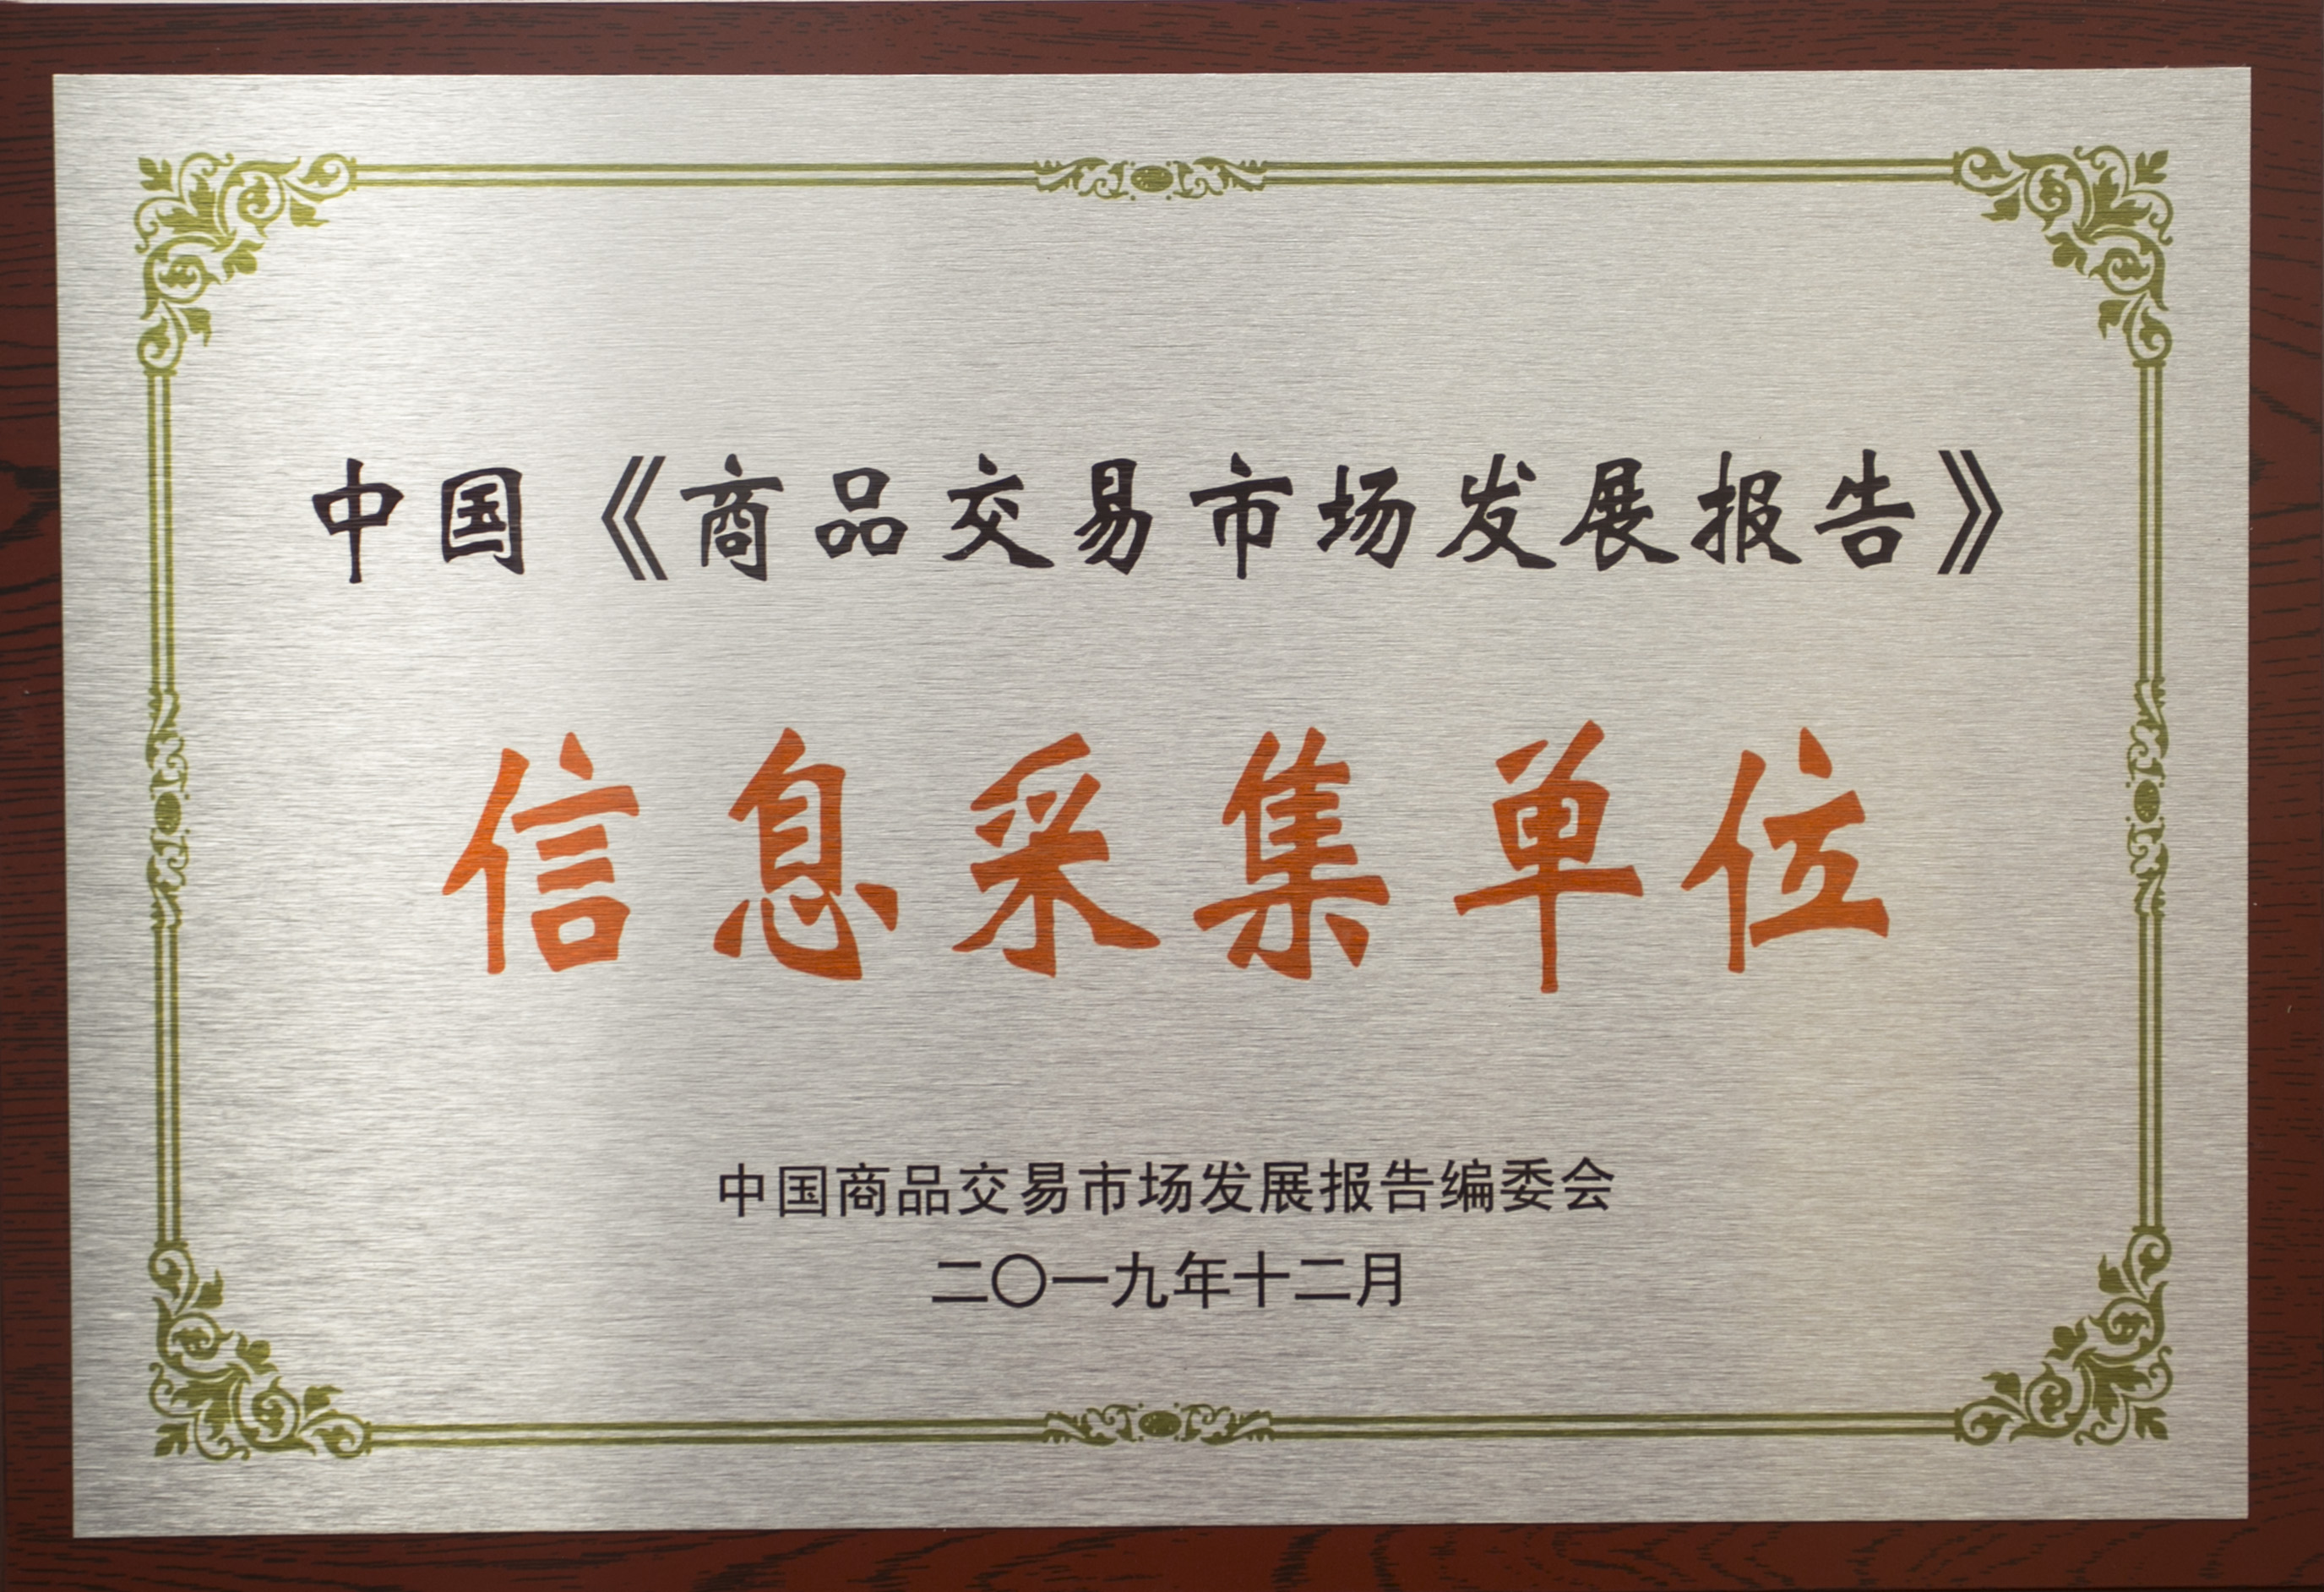 中国《商品交易市场发展报告》
信息采集单位
中国商品交易市场发展报告编委会
二〇一九年十二月